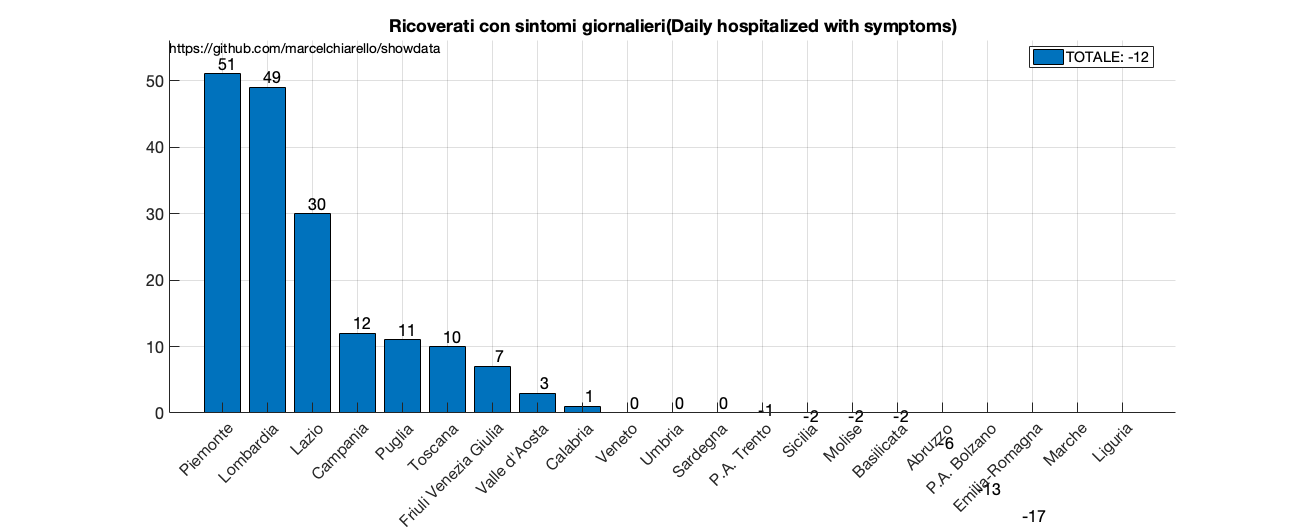 Ricoverati con sintomi giornalieri(Daily hospitalized with symptoms)
https://github.com/marcelchiarello/showdata
TOTALE: -12
50
40
30
20
10
0
51
49
30
12
11
10
7
3
1
0
0
0
-1
-2
-2
-2
-6
-13
-17
Piemonte
Lombardia
Lazio
Campania
Puglia
Toscana
Friuli Venezia Giulia
Valle d'Aosta
Calabria
Veneto
Umbria
Sardegna
P.A. Trento
Sicilia
Molise
Basilicata
Abruzzo
P.A. Bolzano
Emilia-Romagna
Marche
Liguria